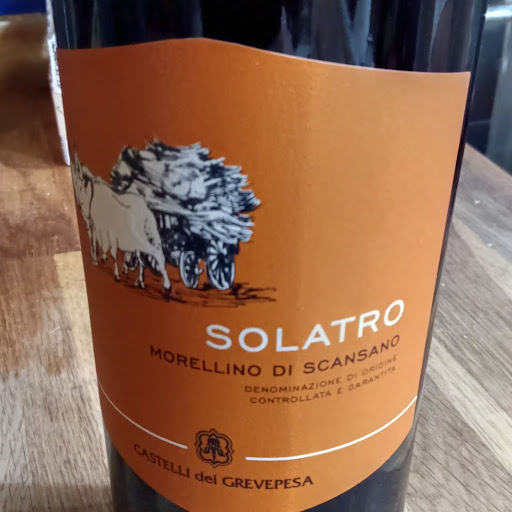 SOLATRO
MORELLINO DI SCANSANO
DENOMINAZIONE DI ORIGINE
CONTROLLATA E GARANTITA
CASTELLI del GREVEPESA